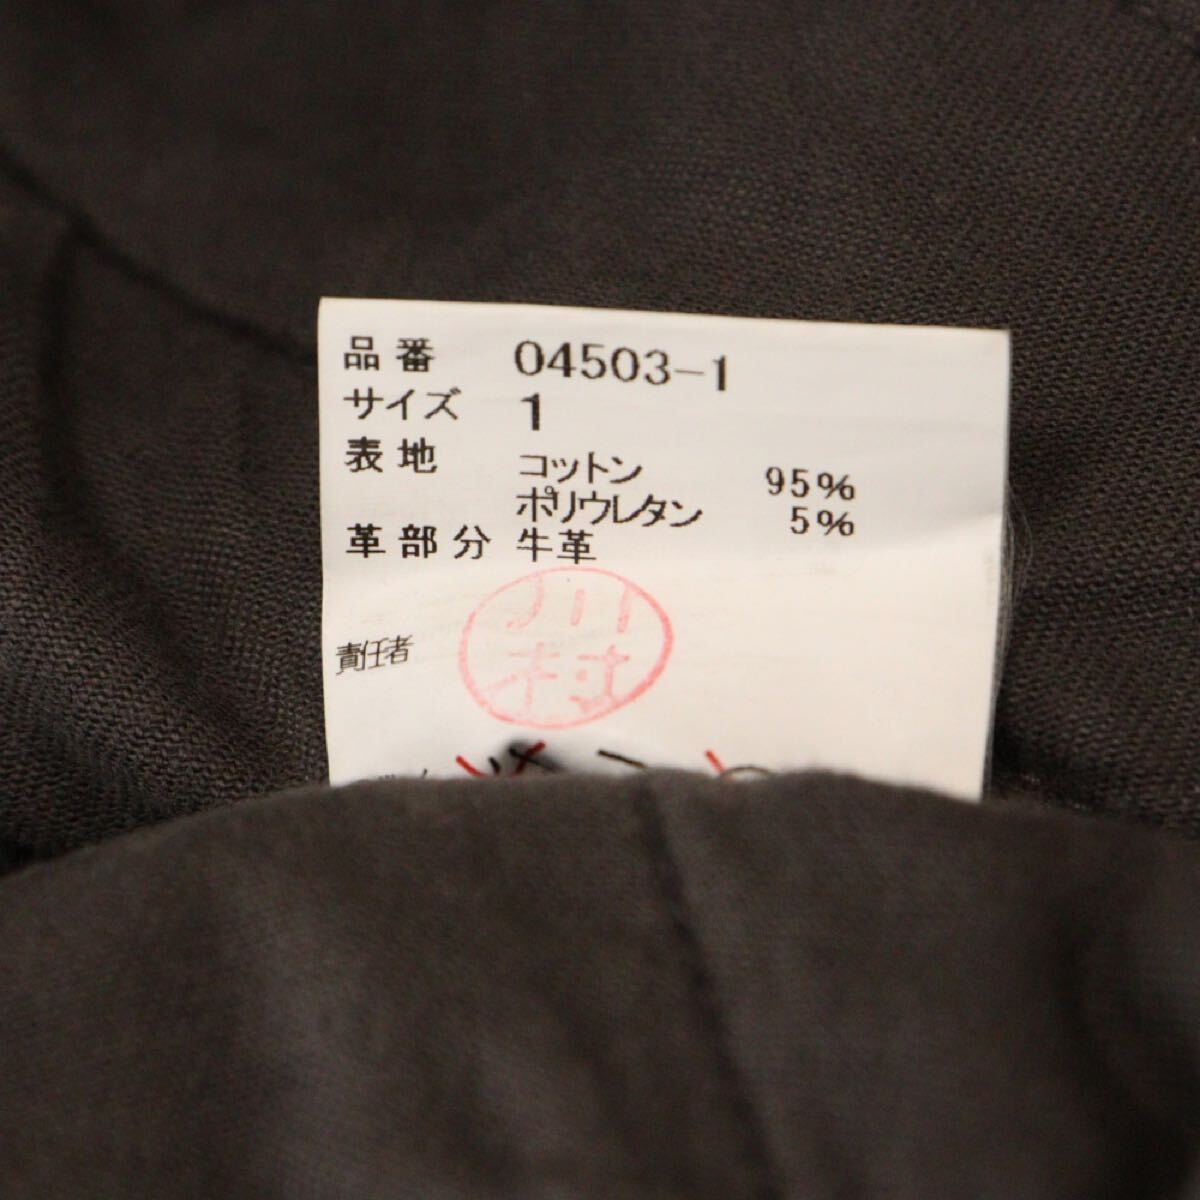 品番 04503-1
サイズ 1
表地 コットン 95%
ポリウレタン 5%
革部分 牛革
責任者 川村